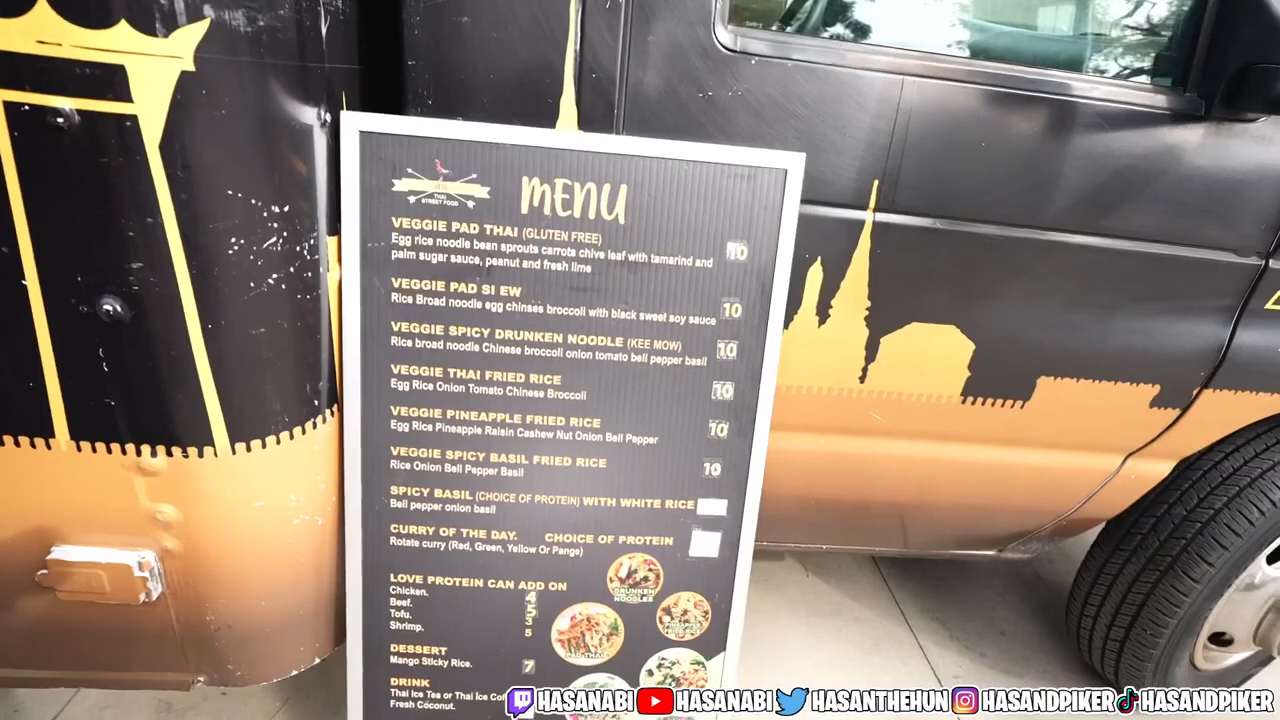 THAI
STREET FOOD
MENU
VEGGIE PAD THAI (GLUTEN FREE)
Egg rice noodle bean sprouts carrots chive leaf with tamarind and 10
palm sugar sauce, peanut and fresh lime
VEGGIE PAD SI EW
Rice Broad noodle egg chinses broccoli with black sweet soy sauce 10
VEGGIE SPICY DRUNKEN NOODLE (KEE MOW)
Rice broad noodle Chinese broccoli onion tomato bell pepper basil 10
VEGGIE THAI FRIED RICE
Egg Rice Onion Tomato Chinese Broccoli 10
VEGGIE PINEAPPLE FRIED RICE
Egg Rice Pineapple Raisin Cashew Nut Onion Bell Pepper 10
VEGGIE SPICY BASIL FRIED RICE
Rice Onion Bell Pepper Basil 10
SPICY BASIL (CHOICE OF PROTEIN) WITH WHITE RICE
Bell pepper onion basil
CURRY OF THE DAY. CHOICE OF PROTEIN
Rotate curry (Red, Green, Yellow Or Pange)
LOVE PROTEIN CAN ADD ON
Chicken. 4
Beef. 5
Tofu. 3
Shrimp. 5
DRUNKEN
NOODLES
PINEAPPLE
FRIED RICE
PAD THAI
DESSERT
Mango Sticky Rice. 7
DRINK
Thai Ice Tea or Thai Ice
Fresh Coconut.
HASANABI HASANABI HASANTHEHUN HASANDPIKER HASANDPIKER